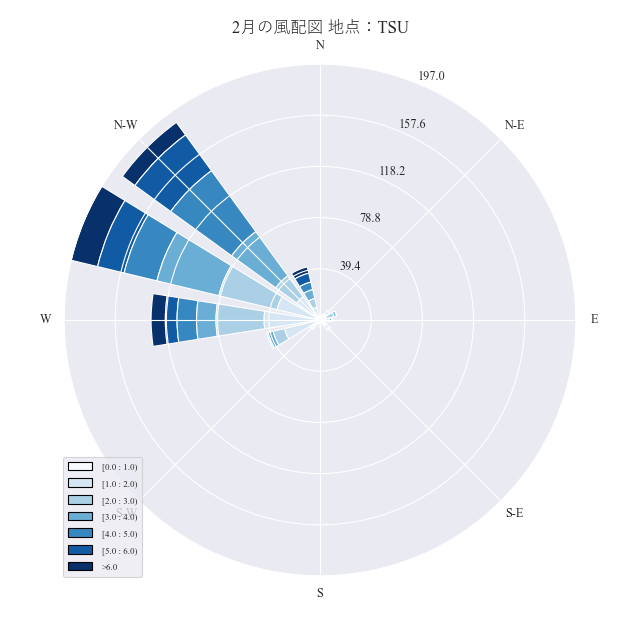 2月の風配図 地点：TSU
N
197.0
N-W
157.6
N-E
118.2
78.8
39.4
W
E
[0.0 : 1.0)
[1.0 : 2.0)
[2.0 : 3.0)
S-W
[3.0 : 4.0)
S-E
[4.0 : 5.0)
[5.0 : 6.0)
>6.0
S